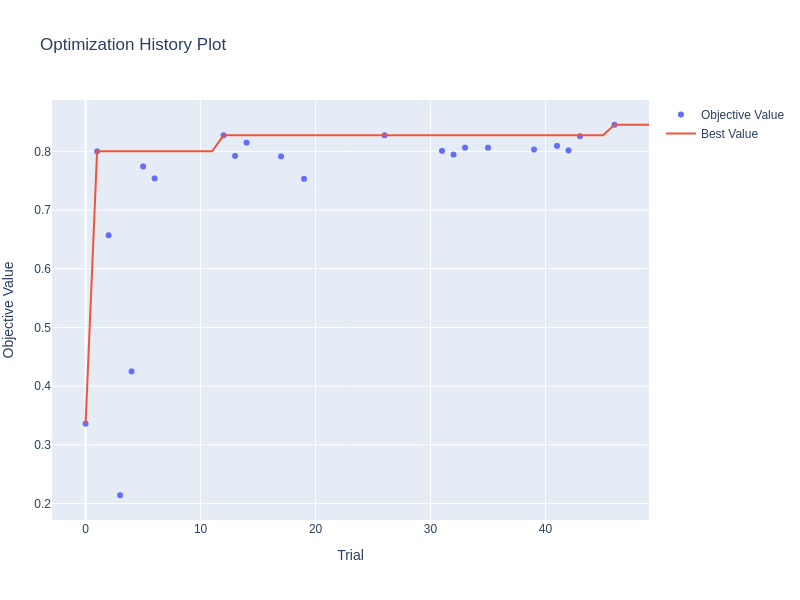 Optimization History Plot
Objective Value
Best Value
0.8
0.7
0.6
0.5
0.4
0.3
0.2
Objective Value
0
10
20
30
40
Trial